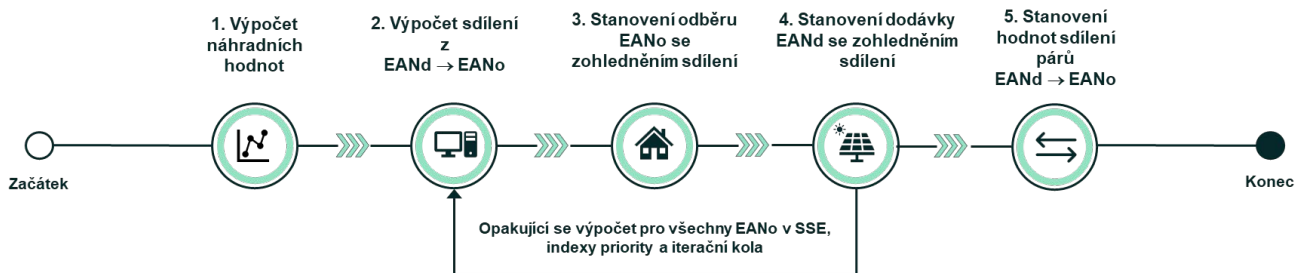 1. Výpočet
náhradních
hodnot
2. Výpočet sdílení
z
EANd → EANo
3. Stanovení odběru
EANo se
zohledněním sdílení
4. Stanovení dodávky
EANd se zohledněním
sdílení
5. Stanovení
hodnot sdílení
párů
EANd → EANo
Začátek
Konec
Opakující se výpočet pro všechny EANo v SSE,
indexy priority a iterační kola